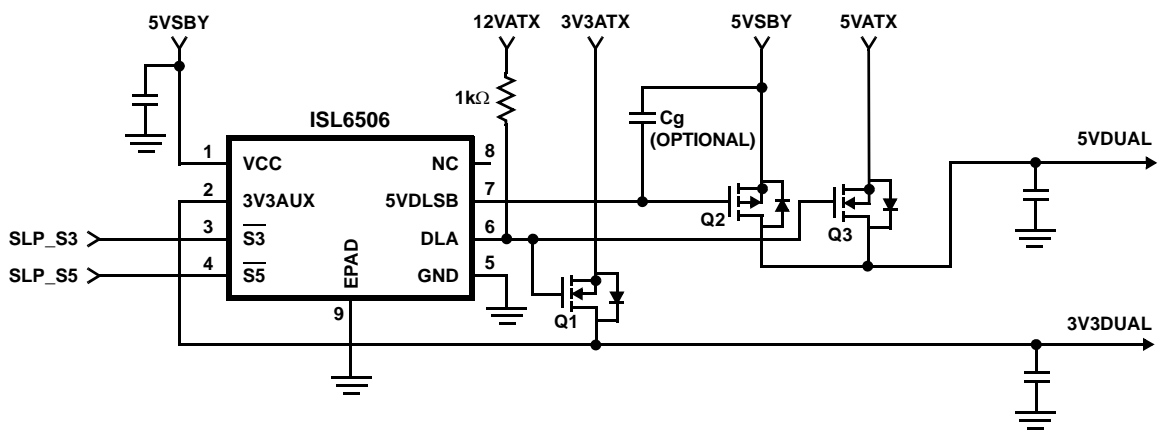 5VSBY
12VATX
3V3ATX
5VSBY
5VATX
1kΩ
ISL6506
Cg
(OPTIONAL)
5VDUAL
1
VCC
NC
8
2
3V3AUX
5VDLSB
7
Q2
Q3
SLP_S3
3
S3
DLA
6
SLP_S5
4
S5
EPAD
GND
5
9
Q1
3V3DUAL